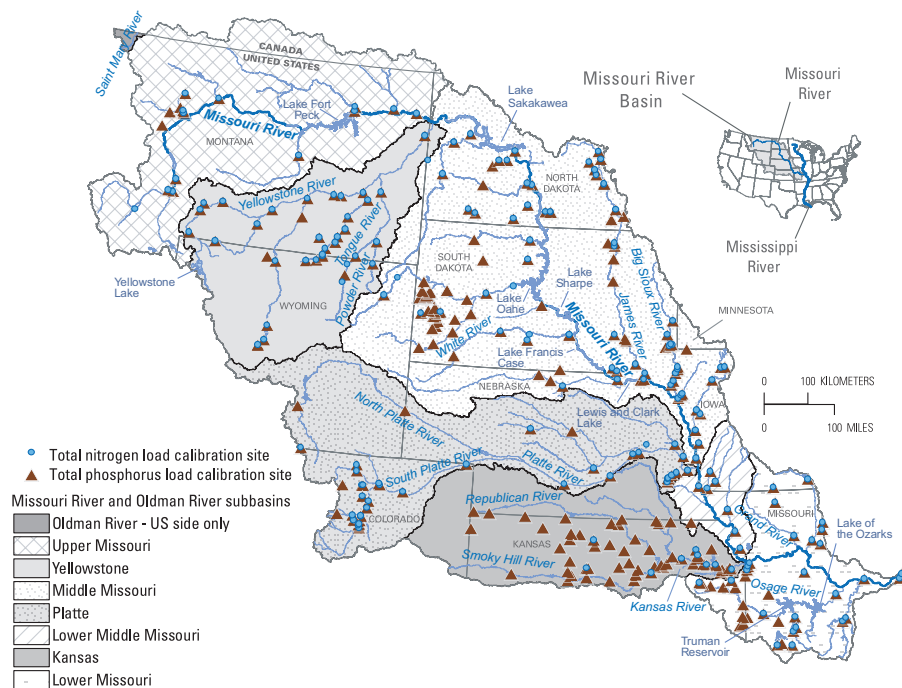 Saint Mary River
CANADA
UNITED STATES
Lake Fort
Peck
Missouri River
MONTANA
Lake
Sakakawea
Missouri River
Basin
Missouri
River
Mississippi
River
NORTH
DAKOTA
Yellowstone River
Tongue River
Powder River
Yellowstone
Lake
WYOMING
SOUTH
DAKOTA
Lake
Oahe
Lake
Sharpe
Big Sioux River
James River
Missouri River
MINNESOTA
White River
Lake Francis
Case
NEBRASKA
Lewis and Clark
Lake
IOWA
0 100 KILOMETERS
0 100 MILES
North Platte River
South Platte River
Platte River
COLORADO
Republican River
KANSAS
Smoky Hill River
Kansas River
MISSOURI
Grand River
Lake of
the Ozarks
Osage River
Truman
Reservoir
Total nitrogen load calibration site
Total phosphorus load calibration site
Missouri River and Oldman River subbasins
Oldman River - US side only
Upper Missouri
Yellowstone
Middle Missouri
Platte
Lower Middle Missouri
Kansas
Lower Missouri